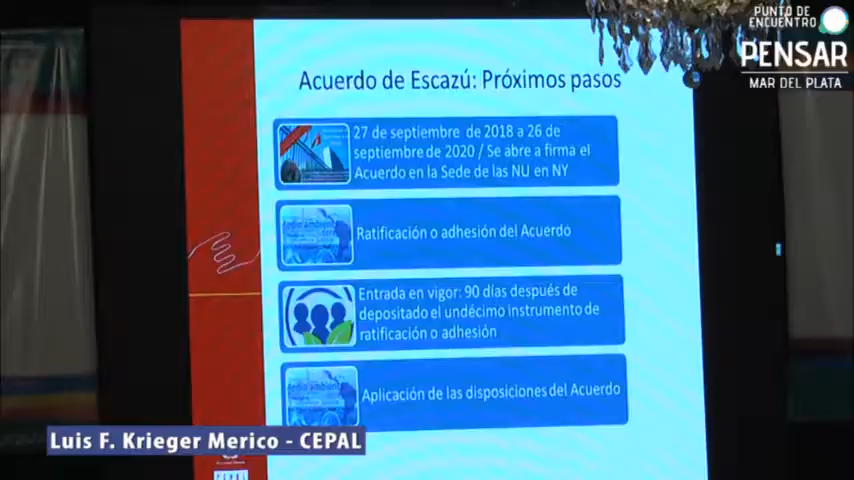 PUNTO DE
ENCUENTRO
PENSAR
MAR DEL PLATA
Acuerdo de Escazú: Próximos pasos
27 de septiembre de 2018 a 26 de
septiembre de 2020 / Se abre a firma el
Acuerdo en la Sede de las NU en NY
Ratificación o adhesión del Acuerdo
Entrada en vigor: 90 días después de
depositado el undécimo instrumento de
ratificación o adhesión
Aplicación de las disposiciones del Acuerdo
Luis F. Krieger Merico - CEPAL